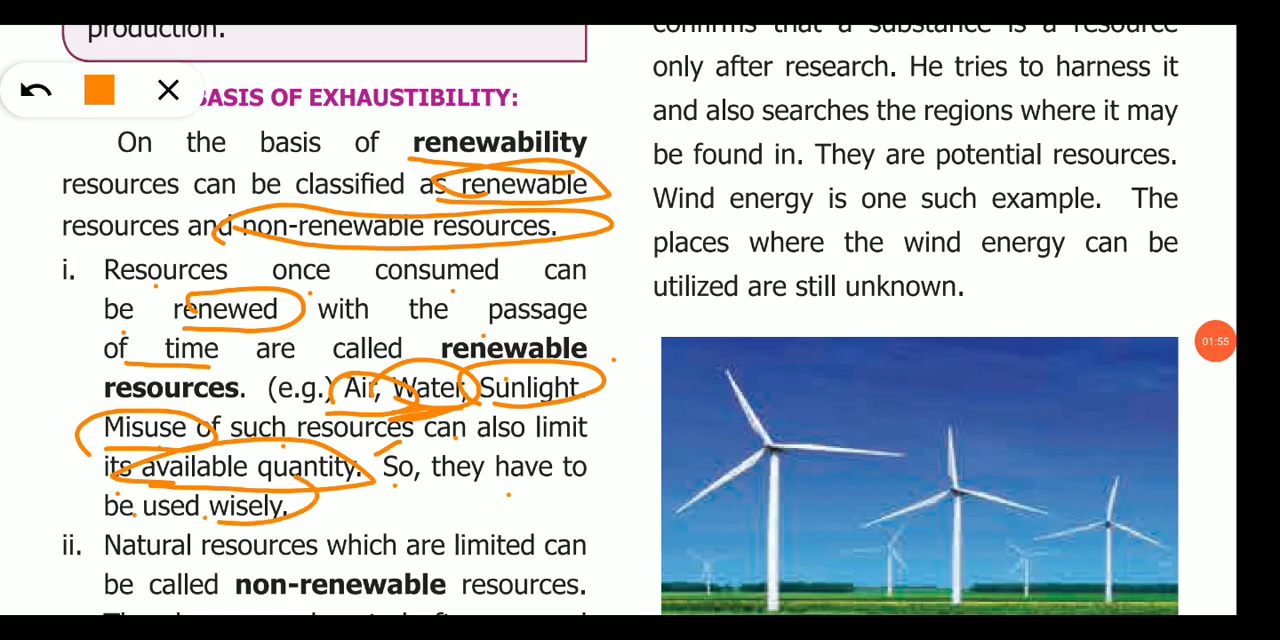 production.
BASIS OF EXHAUSTIBILITY:
On the basis of renewability
resources can be classified as renewable
resources and non-renewable resources.
i. Resources once consumed can
be renewed with the passage
of time are called renewable
resources. (e.g.) Air, Water, Sunlight.
Misuse of such resources can also limit
its available quantity. So, they have to
be used wisely.
ii. Natural resources which are limited can
be called non-renewable resources.
confirms that a substance is a resource
only after research. He tries to harness it
and also searches the regions where it may
be found in. They are potential resources.
Wind energy is one such example. The
places where the wind energy can be
utilized are still unknown.
01:55